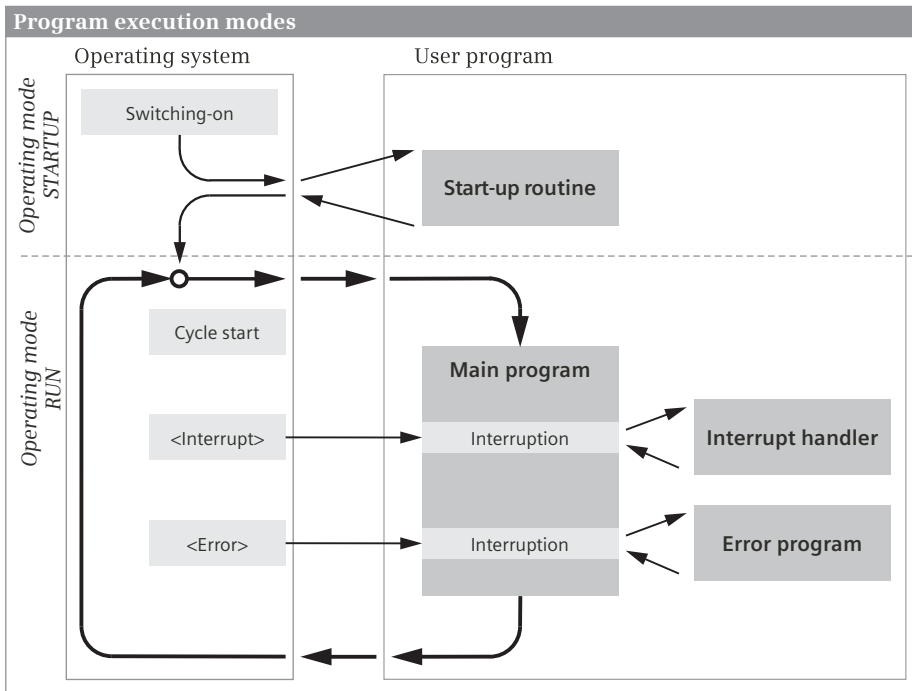 Program execution modes
Operating system
User program
Operating mode
STARTUP
Switching-on
Start-up routine
Operating mode
RUN
Cycle start
Main program
<Interrupt>
Interruption
Interrupt handler
<Error>
Interruption
Error program